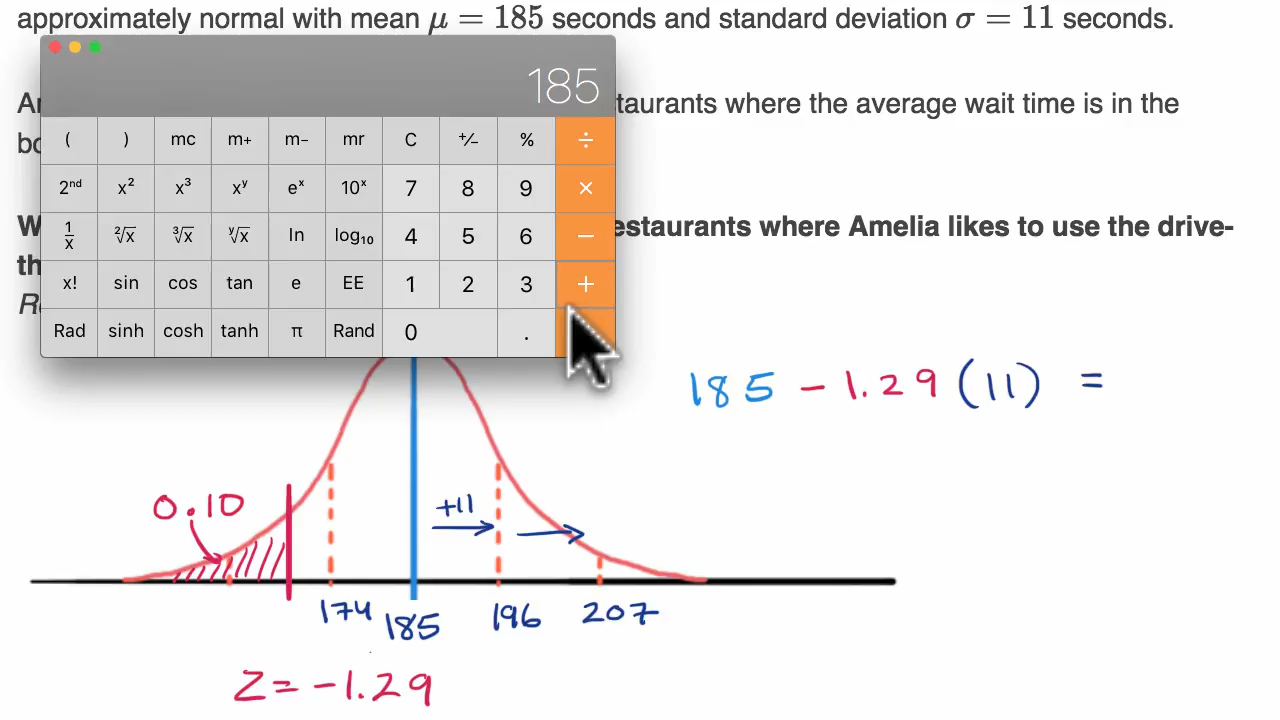 approximately normal with mean μ = 185 seconds and standard deviation σ = 11 seconds.
185
taurants where the average wait time is in the
( ) mc m+ m− mr C +/− % ÷
2nd x² x³ xʸ eˣ 10ˣ 7 8 9 ×
1/x ²√x ³√x ʸ√x ln log₁₀ 4 5 6 −
estaurants where Amelia likes to use the drive-
th
x! sin cos tan e EE 1 2 3 +
Rad sinh cosh tanh π Rand 0 .
185 − 1.29 (11) =
0.10
+11
174 185 196 207
Z = −1.29